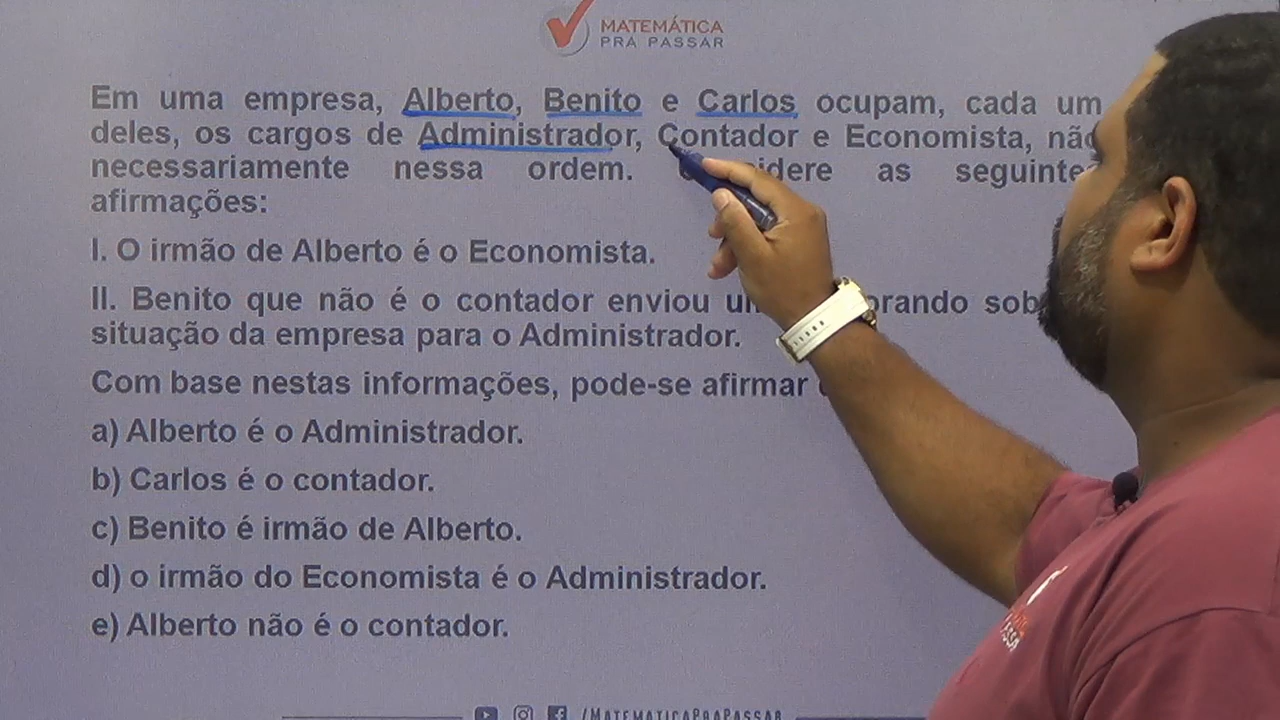 MATEMÁTICA
PRA PASSAR
Em uma empresa, Alberto, Benito e Carlos ocupam, cada um
deles, os cargos de Administrador, Contador e Economista,
necessariamente nessa ordem. as
afirmações:
I. O irmão de Alberto é o Economista.
II. Benito que não é o contador enviou
situação da empresa para o Administrador.
Com base nestas informações, pode-se afirmar
a) Alberto é o Administrador.
b) Carlos é o contador.
c) Benito é irmão de Alberto.
d) o irmão do Economista é o Administrador.
e) Alberto não é o contador.
/MATEMATICAPRAPASSAR